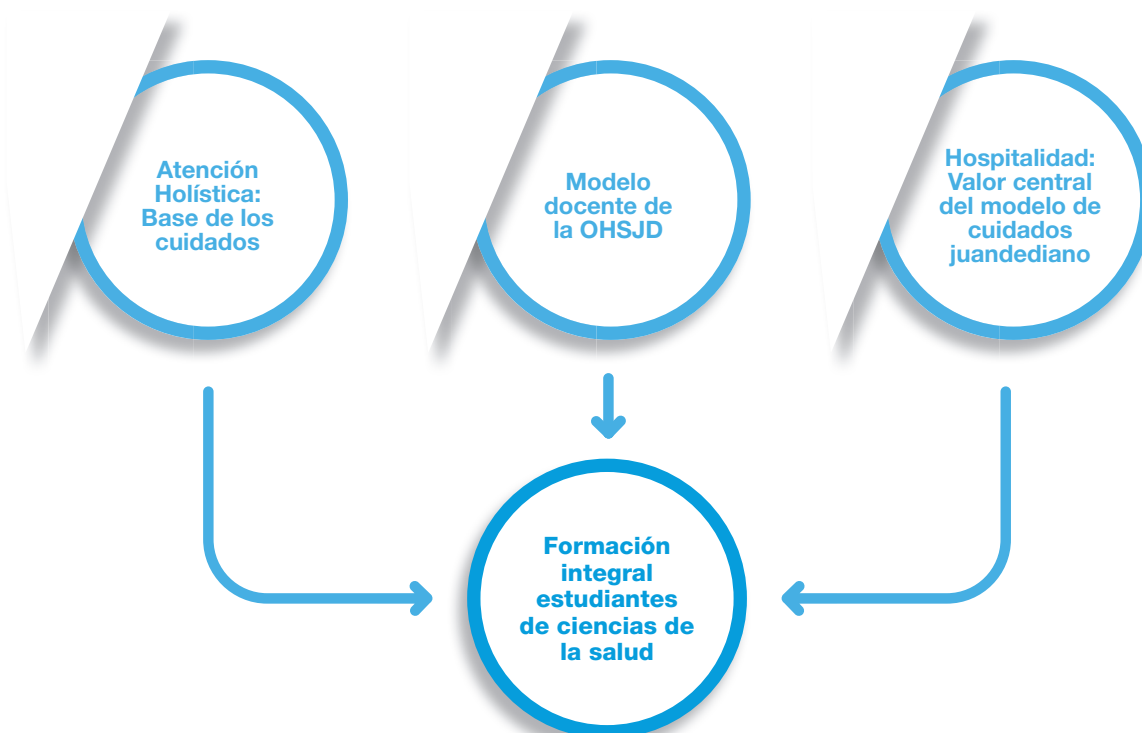 Atención
Holística:
Base de los
cuidados
Modelo
docente de
la OHSJD
Hospitalidad:
Valor central
del modelo de
cuidados
juandediano
Formación
integral
estudiantes
de ciencias de
la salud